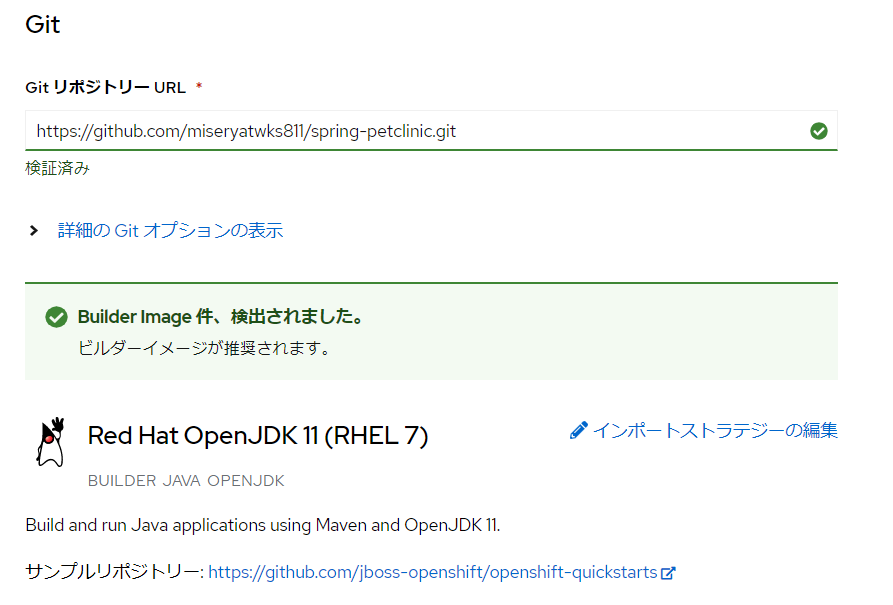 Git
Git リポジトリー URL *
https://github.com/miseryatwks811/spring-petclinic.git
検証済み
詳細の Git オプションの表示
Builder Image 件、検出されました。
ビルダーイメージが推奨されます。
Red Hat OpenJDK 11 (RHEL 7)
インポートストラテジーの編集
BUILDER JAVA OPENJDK
Build and run Java applications using Maven and OpenJDK 11.
サンプルリポジトリー: https://github.com/jboss-openshift/openshift-quickstarts